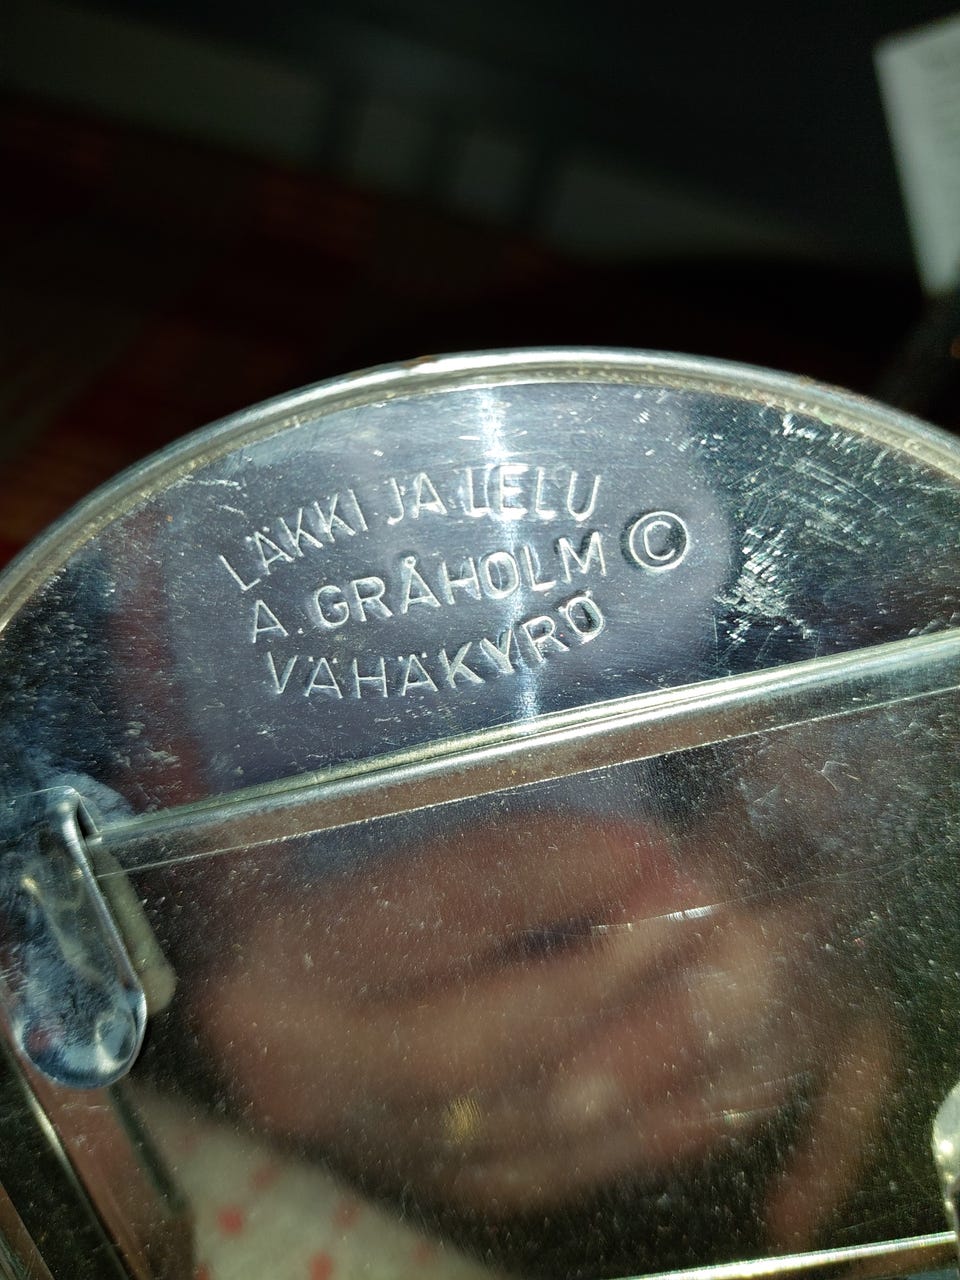 LÄKKI JA LELU
A. GRÅHOLM ©
VÄHÄKYRÖ